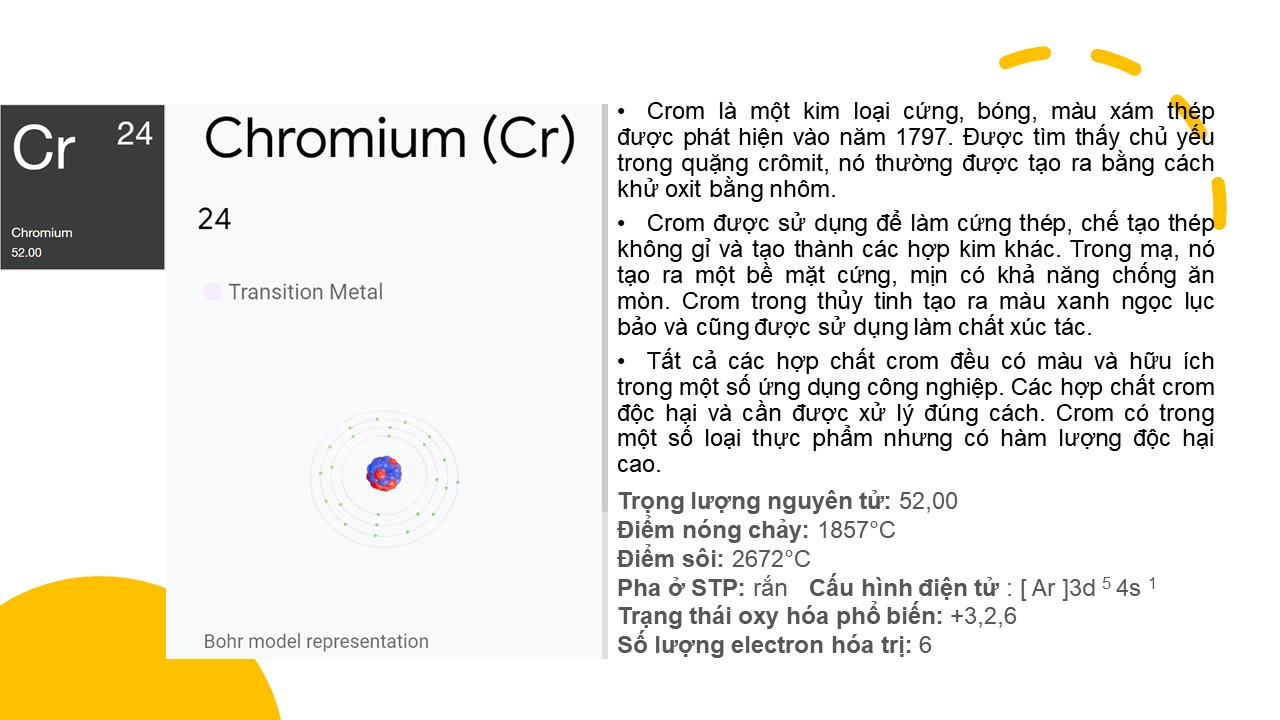 Cr 24
Chromium
52.00
Chromium (Cr)
24
Transition Metal
Bohr model representation
• Crom là một kim loại cứng, bóng, màu xám thép
được phát hiện vào năm 1797. Được tìm thấy chủ yếu
trong quặng crômit, nó thường được tạo ra bằng cách
khử oxit bằng nhôm.
• Crom được sử dụng để làm cứng thép, chế tạo thép
không gỉ và tạo thành các hợp kim khác. Trong mạ, nó
tạo ra một bề mặt cứng, mịn có khả năng chống ăn
mòn. Crom trong thủy tinh tạo ra màu xanh ngọc lục
bảo và cũng được sử dụng làm chất xúc tác.
• Tất cả các hợp chất crom đều có màu và hữu ích
trong một số ứng dụng công nghiệp. Các hợp chất crom
độc hại và cần được xử lý đúng cách. Crom có trong
một số loại thực phẩm nhưng có hàm lượng độc hại
cao.
Trọng lượng nguyên tử: 52,00
Điểm nóng chảy: 1857°C
Điểm sôi: 2672°C
Pha ở STP: rắn Cấu hình điện tử : [ Ar ]3d ⁵ 4s ¹
Trạng thái oxy hóa phổ biến: +3,2,6
Số lượng electron hóa trị: 6